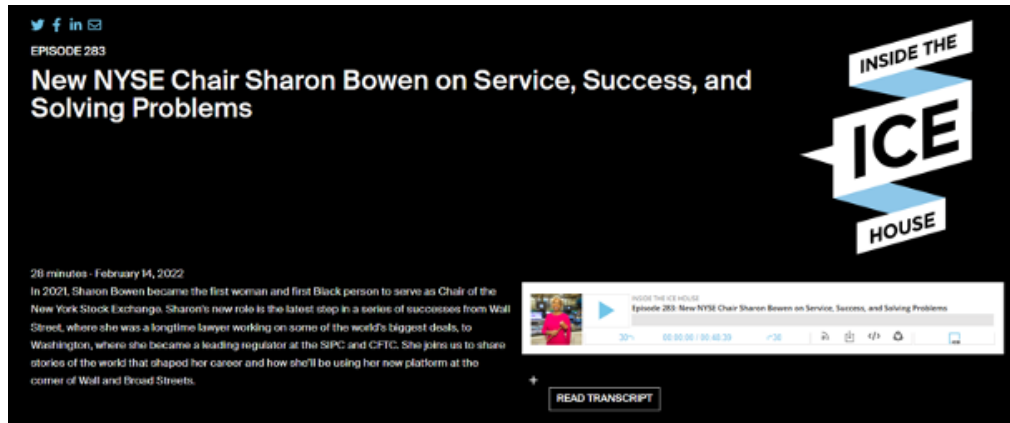 EPISODE 283
New NYSE Chair Sharon Bowen on Service, Success, and
Solving Problems
INSIDE THE
ICE
HOUSE
28 minutes - February 14, 2022
In 2021, Sharon Bowen became the first woman and first Black person to serve as Chair of the
New York Stock Exchange. Sharon's new role is the latest step in a series of successes from Wall
Street, where she was a longtime lawyer working on some of the world's biggest deals, to
Washington, where she became a leading regulator at the SIPC and CFTC. She joins us to share
stories of the world that shaped her career and how she'll be using her new platform at the
corner of Wall and Broad Streets.
INSIDE THE ICE HOUSE
Episode 283: New NYSE Chair Sharon Bowen on Service, Success, and Solving Problems
30 00:00:00 / 00:40:39 30
READ TRANSCRIPT